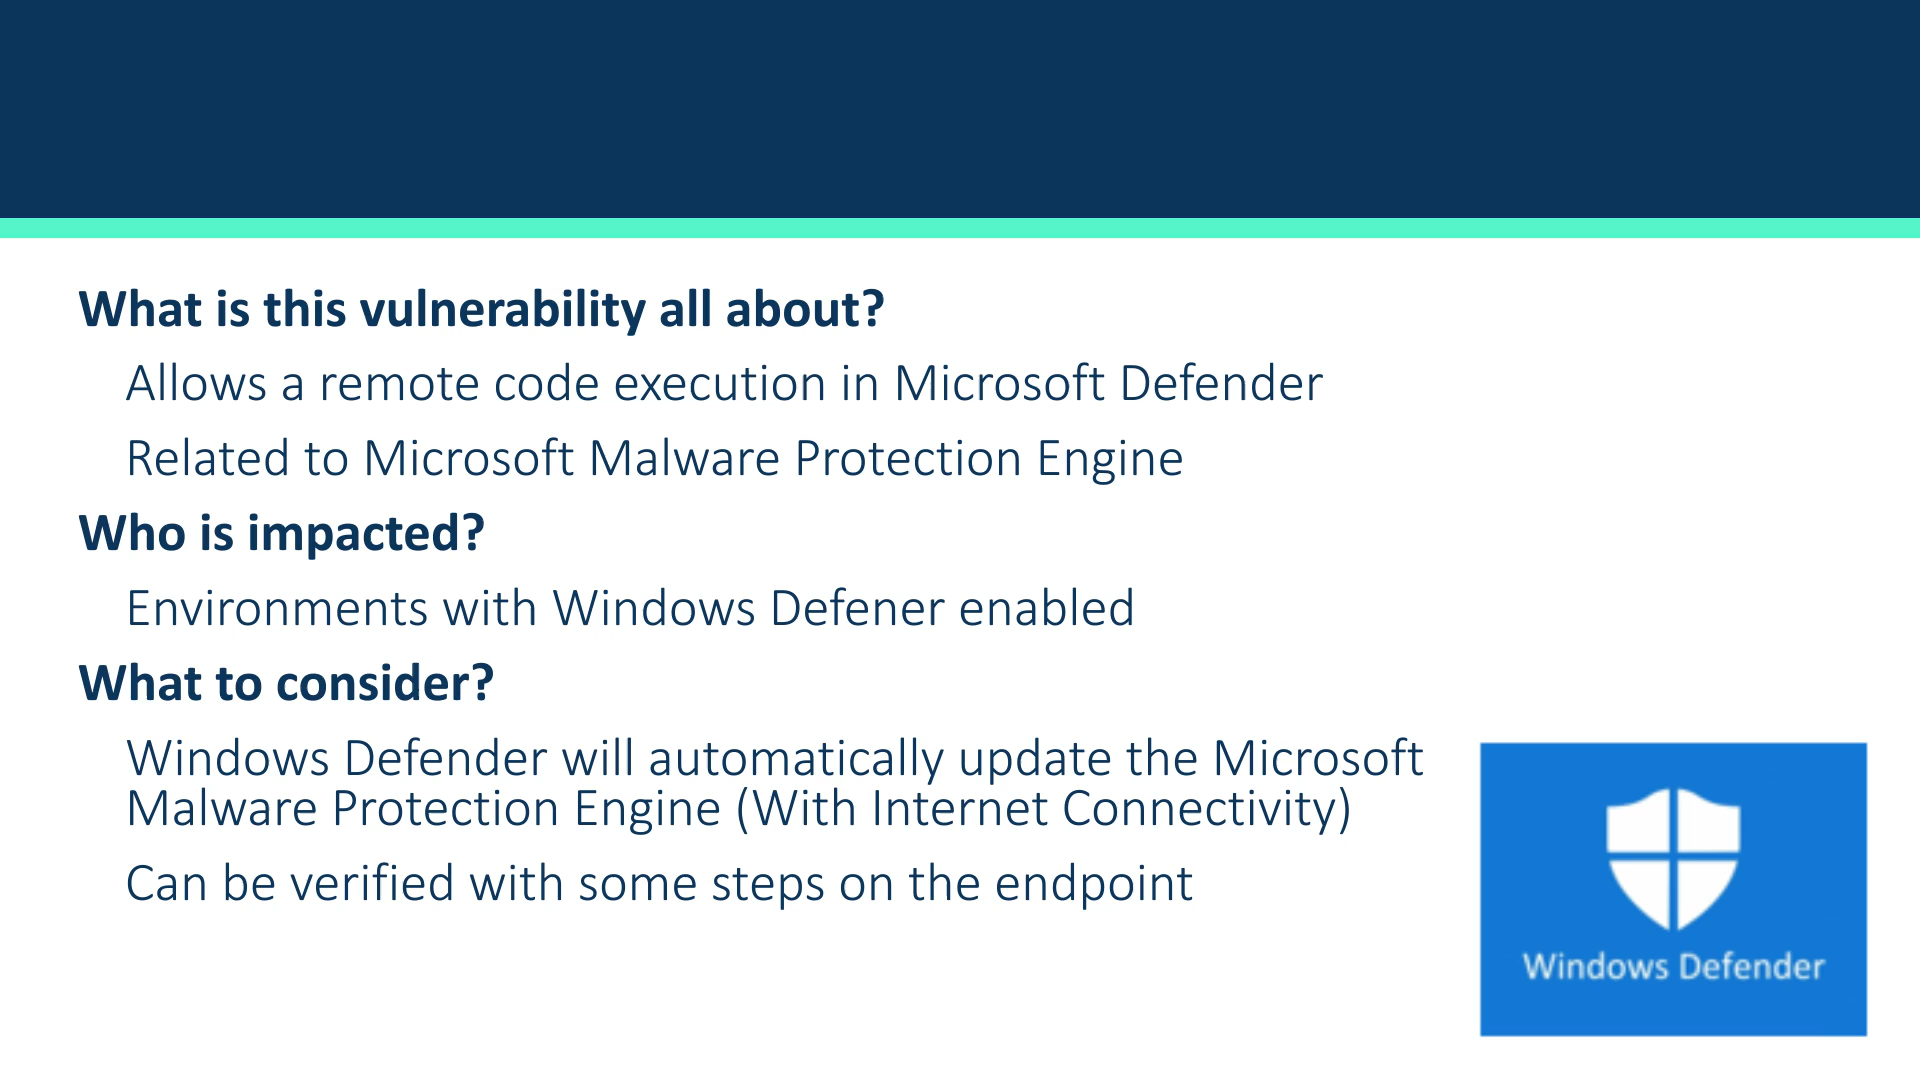 What is this vulnerability all about?
Allows a remote code execution in Microsoft Defender
Related to Microsoft Malware Protection Engine
Who is impacted?
Environments with Windows Defener enabled
What to consider?
Windows Defender will automatically update the Microsoft
Malware Protection Engine (With Internet Connectivity)
Can be verified with some steps on the endpoint
Windows Defender